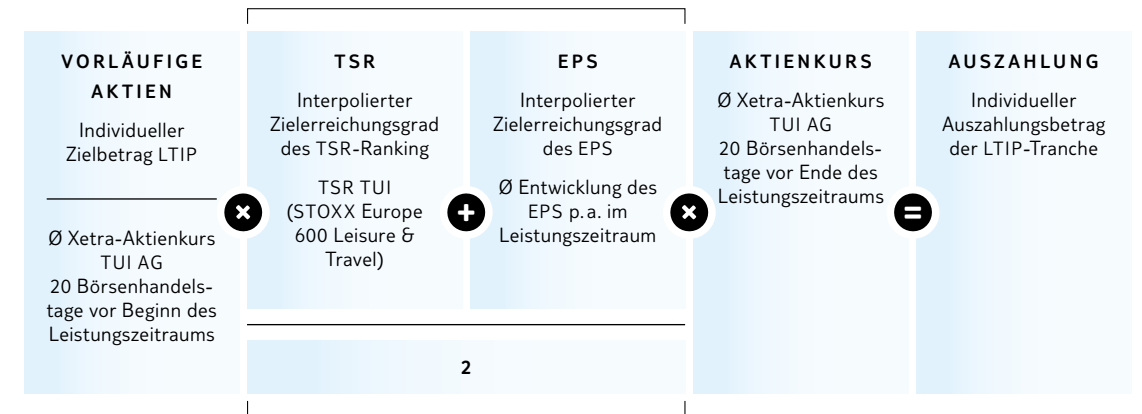 VORLÄUFIGE
AKTIEN
Individueller
Zielbetrag LTIP
Ø Xetra-Aktienkurs
TUI AG
20 Börsenhandels-
tage vor Beginn des
Leistungszeitraums
×
TSR
Interpolierter
Zielerreichungsgrad
des TSR-Ranking
TSR TUI
(STOXX Europe
600 Leisure &
Travel)
+
EPS
Interpolierter
Zielerreichungsgrad
des EPS
Ø Entwicklung des
EPS p. a. im
Leistungszeitraum
2
×
AKTIENKURS
Ø Xetra-Aktienkurs
TUI AG
20 Börsenhandels-
tage vor Ende des
Leistungszeitraums
=
AUSZAHLUNG
Individueller
Auszahlungsbetrag
der LTIP-Tranche